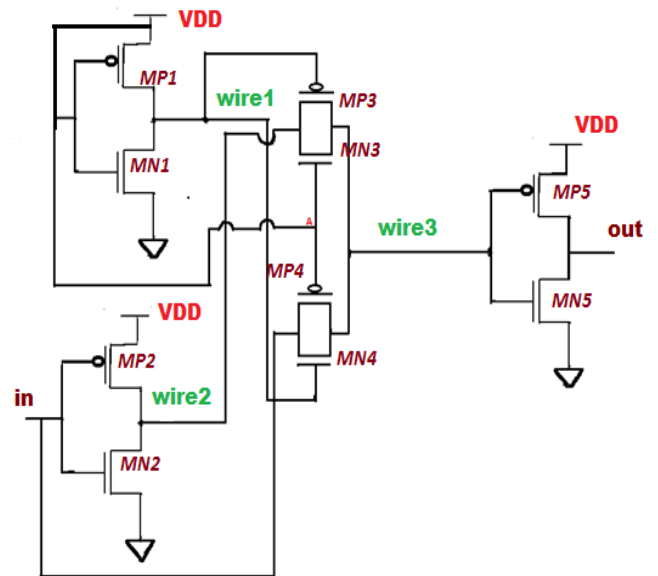 VDD
MP1
wire1
MP3
MN3
MN1
VDD
MP5
A
wire3
out
MP4
MN5
VDD
MP2
MN4
in
wire2
MN2